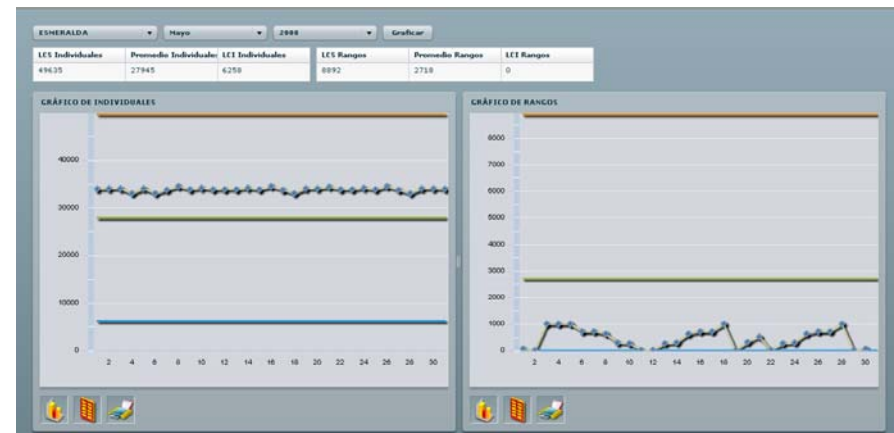 ESMERALDA Mayo 2008 Graficar
LCS Individuales Promedio Individuales LCI Individuales LCS Rangos Promedio Rangos LCI Rangos
49635 27945 6258 8892 2718 0
GRÁFICO DE INDIVIDUALES
40000
30000
20000
10000
0
2 4 6 8 10 12 14 16 18 20 22 24 26 28 30
GRÁFICO DE RANGOS
8000
7000
6000
5000
4000
3000
2000
1000
0
2 4 6 8 10 12 14 16 18 20 22 24 26 28 30